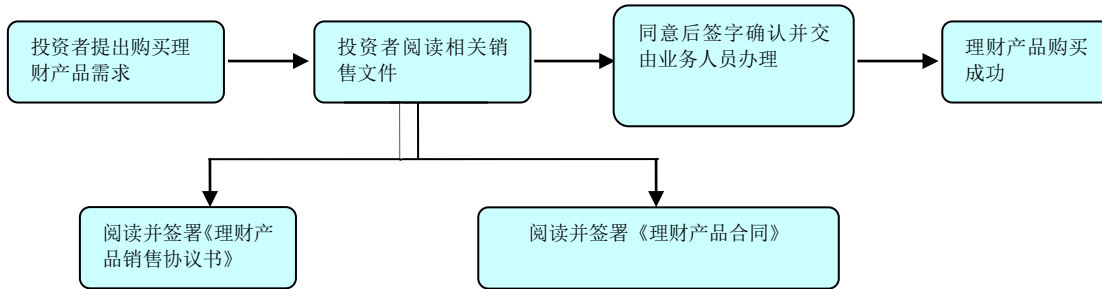 投资者提出购买理
财产品需求
投资者阅读相关销
售文件
同意后签字确认并交
由业务人员办理
理财产品购买
成功
阅读并签署《理财产
品销售协议书》
阅读并签署《理财产品合同》